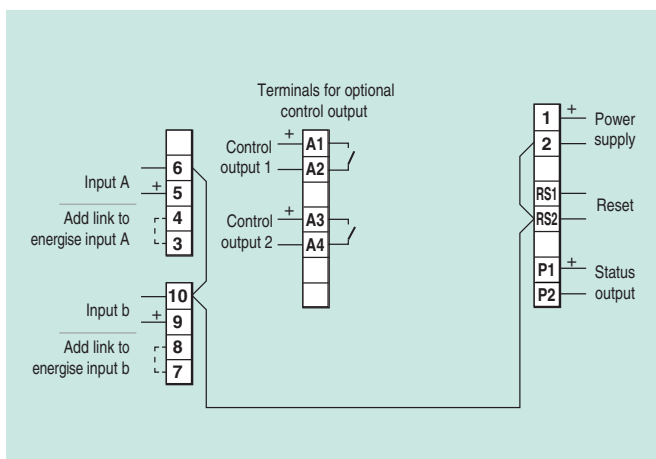 Terminals for optional
control output
6
Input A
+
5
Add link to
4
energise input A
3
10
Input b
+
9
Add link to
8
energise input b
7
Control
+
A1
output 1
A2
Control
+
A3
output 2
A4
1
+
Power
2
supply
RS1
Reset
RS2
P1
+
Status
P2
output